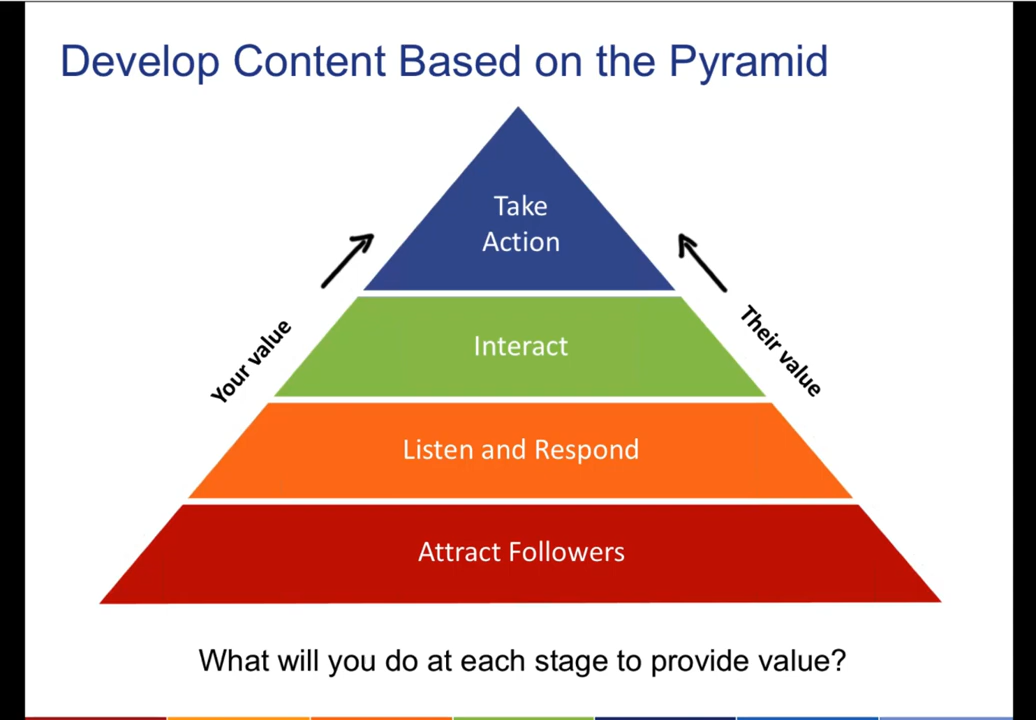 Develop Content Based on the Pyramid
Take
Action
Your value
Their value
Interact
Listen and Respond
Attract Followers
What will you do at each stage to provide value?